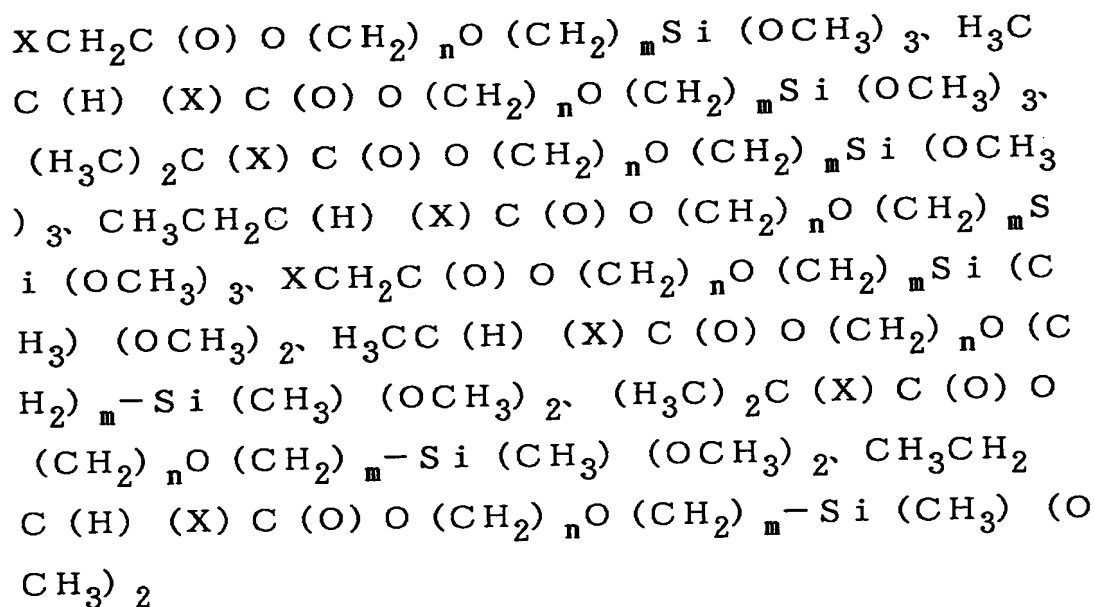 XCH₂C(O)O(CH₂)ₙO(CH₂)ₘSi(OCH₃)₃、H₃C
C(H)(X)C(O)O(CH₂)ₙO(CH₂)ₘSi(OCH₃)₃、
(H₃C)₂C(X)C(O)O(CH₂)ₙO(CH₂)ₘSi(OCH₃
)₃、CH₃CH₂C(H)(X)C(O)O(CH₂)ₙO(CH₂)ₘS
i(OCH₃)₃、XCH₂C(O)O(CH₂)ₙO(CH₂)ₘSi(C
H₃)(OCH₃)₂、H₃CC(H)(X)C(O)O(CH₂)ₙO(C
H₂)ₘ−Si(CH₃)(OCH₃)₂、(H₃C)₂C(X)C(O)O
(CH₂)ₙO(CH₂)ₘ−Si(CH₃)(OCH₃)₂、CH₃CH₂
C(H)(X)C(O)O(CH₂)ₙO(CH₂)ₘ−Si(CH₃)(O
CH₃)₂